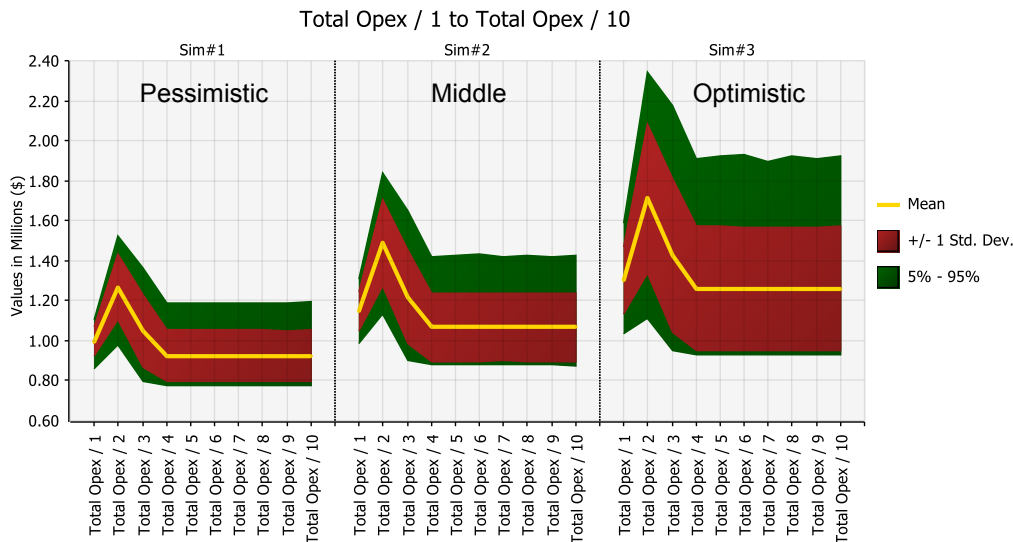 Total Opex / 1 to Total Opex / 10
Sim#1 Sim#2 Sim#3
Pessimistic Middle Optimistic
Values in Millions ($)
2.40
2.20
2.00
1.80
1.60
1.40
1.20
1.00
0.80
0.60
Total Opex / 1
Total Opex / 2
Total Opex / 3
Total Opex / 4
Total Opex / 5
Total Opex / 6
Total Opex / 7
Total Opex / 8
Total Opex / 9
Total Opex / 10
Total Opex / 1
Total Opex / 2
Total Opex / 3
Total Opex / 4
Total Opex / 5
Total Opex / 6
Total Opex / 7
Total Opex / 8
Total Opex / 9
Total Opex / 10
Total Opex / 1
Total Opex / 2
Total Opex / 3
Total Opex / 4
Total Opex / 5
Total Opex / 6
Total Opex / 7
Total Opex / 8
Total Opex / 9
Total Opex / 10
Mean
+/- 1 Std. Dev.
5% - 95%